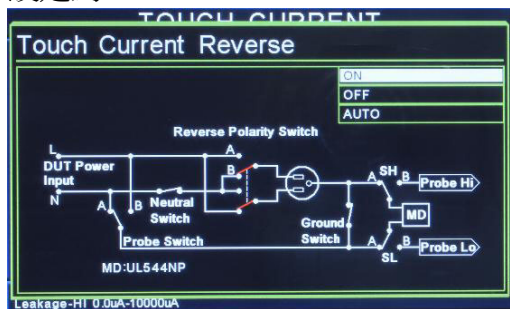 TOUCH CURRENT
Touch Current Reverse
ON
OFF
AUTO
Reverse Polarity Switch
L
A
DUT Power
Input
B
N
A
B
Neutral
Switch
Probe Switch
Ground
Switch
A
SH
B
Probe Hi
MD
A
B
Probe Lo
SL
MD:UL544NP
Leakage-HI 0.0uA-10000uA